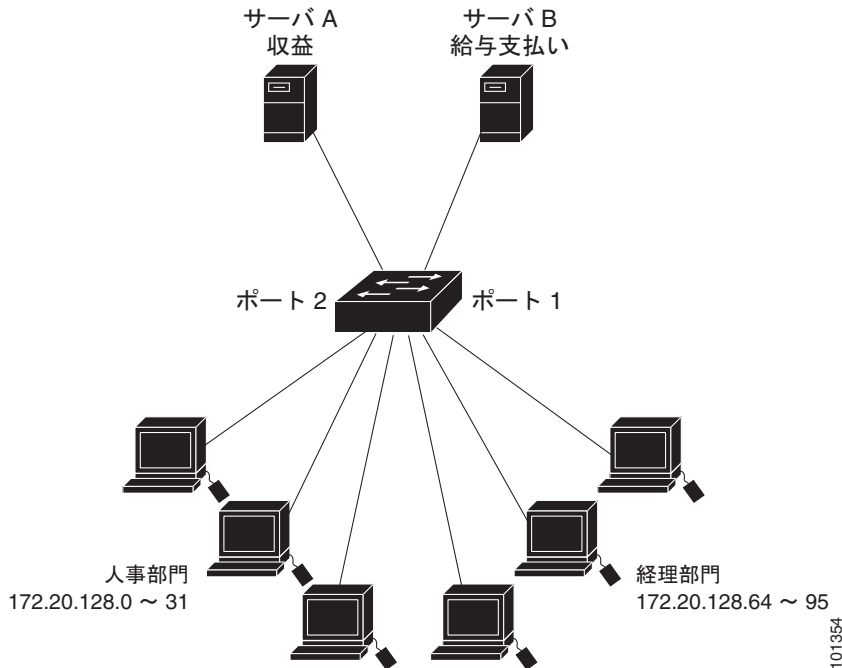 サーバ A
収益
サーバ B
給与支払い
ポート 2
ポート 1
人事部門
172.20.128.0 ～ 31
経理部門
172.20.128.64 ～ 95
101354